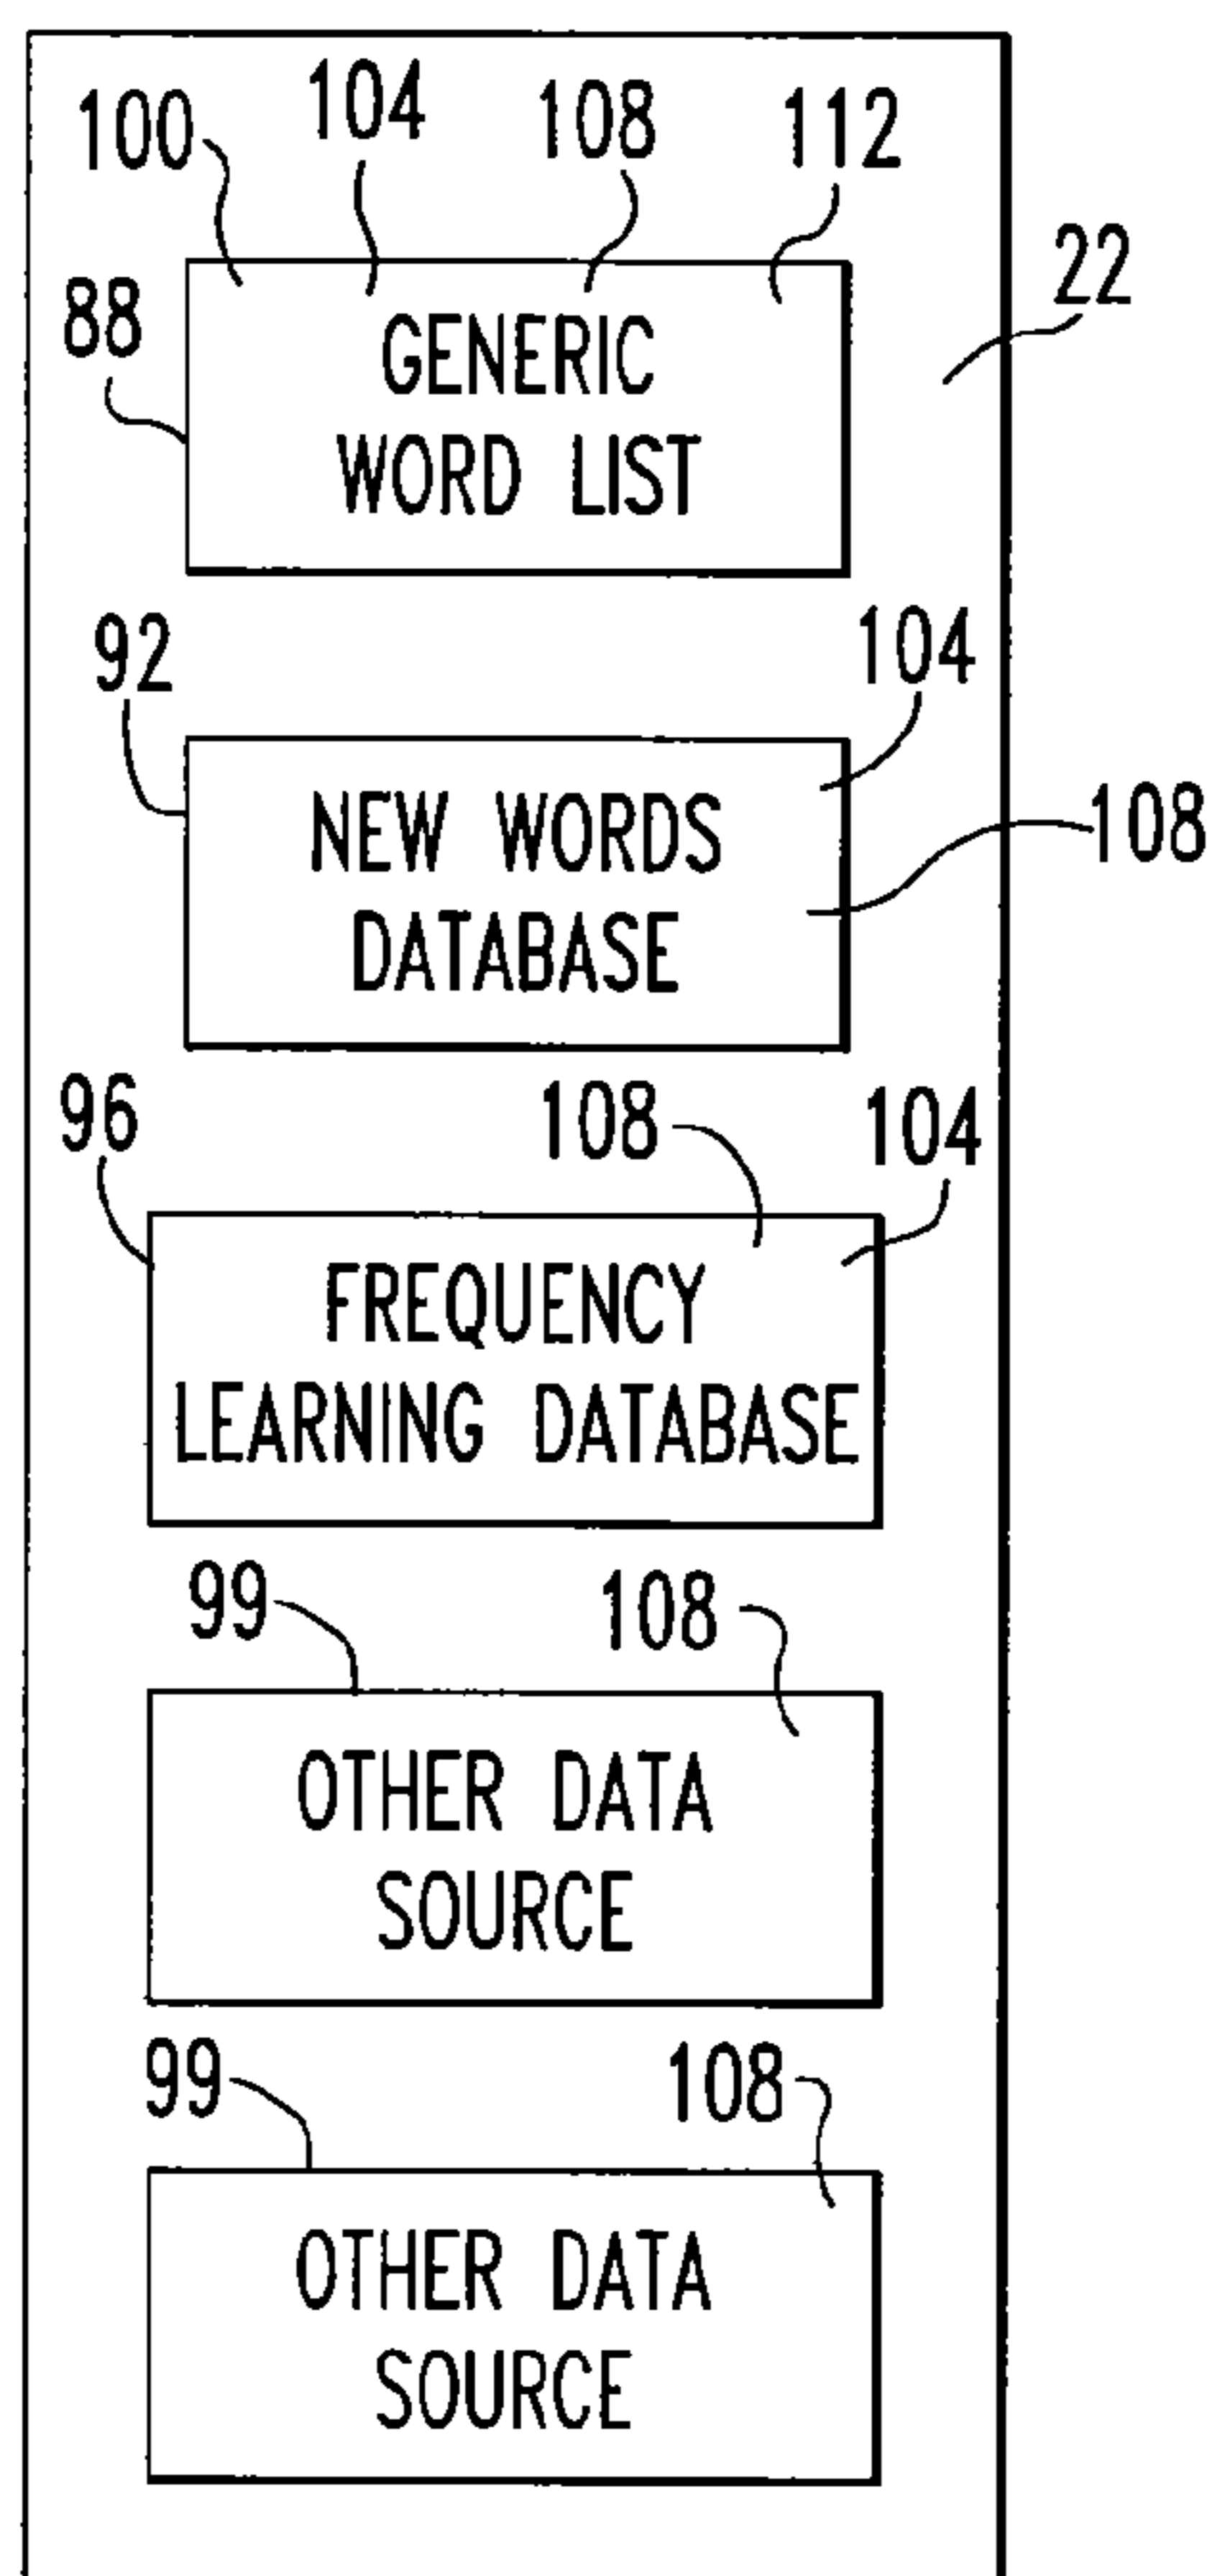 100 104 108 112
22
88
GENERIC
WORD LIST
92 104
NEW WORDS
108
DATABASE
96 108 104
FREQUENCY
LEARNING DATABASE
99 108
OTHER DATA
SOURCE
99 108
OTHER DATA
SOURCE